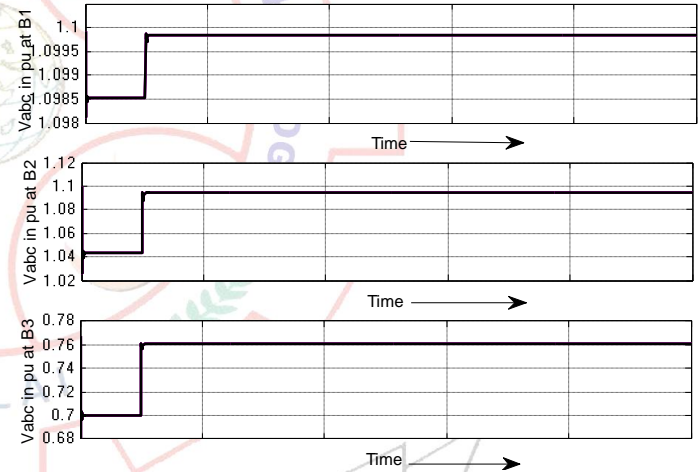 Vabc in pu at B1
1.1
1.0995
1.099
1.0985
1.098
Time
Vabc in pu at B2
1.12
1.1
1.08
1.06
1.04
1.02
Time
Vabc in pu at B3
0.78
0.76
0.74
0.72
0.7
0.68
Time